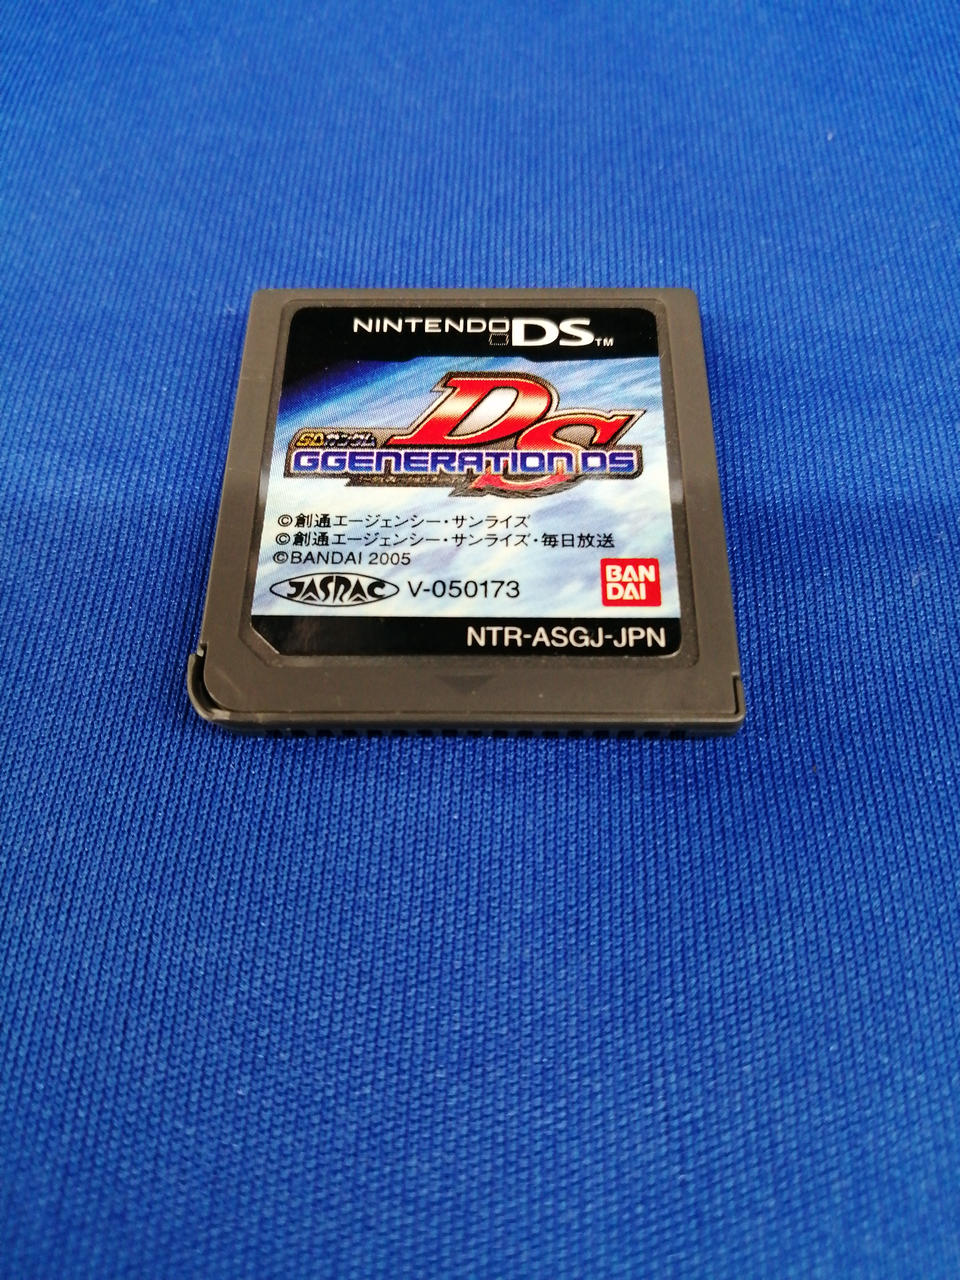 NINTENDO DS™
DS
SDガンダム
GGENERATION DS
©創通エージェンシー・サンライズ
©創通エージェンシー・サンライズ・毎日放送
©BANDAI 2005
JASRAC V-050173
BAN
DAI
NTR-ASGJ-JPN